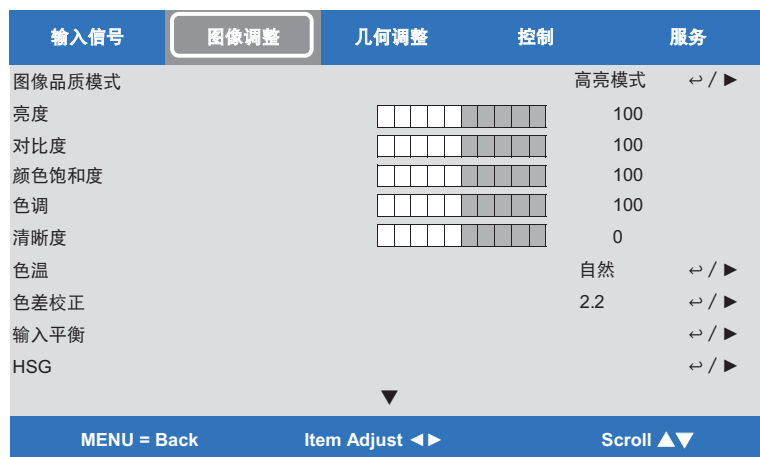 输入信号 图像调整 几何调整 控制 服务
图像品质模式 高亮模式 ↩ / ►
亮度 100
对比度 100
颜色饱和度 100
色调 100
清晰度 0
色温 自然 ↩ / ►
色差校正 2.2 ↩ / ►
输入平衡 ↩ / ►
HSG ↩ / ►
▼
MENU = Back Item Adjust ◄► Scroll ▲▼